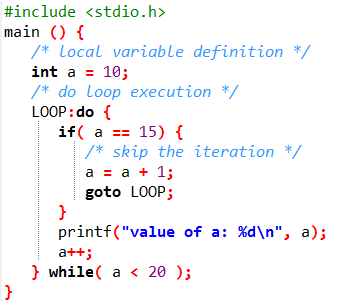 #include <stdio.h>
main () {
    /* local variable definition */
    int a = 10;
    /* do loop execution */
    LOOP:do {
        if( a == 15) {
            /* skip the iteration */
            a = a + 1;
            goto LOOP;
        }
        printf("value of a: %d\n", a);
        a++;
    } while( a < 20 );
}